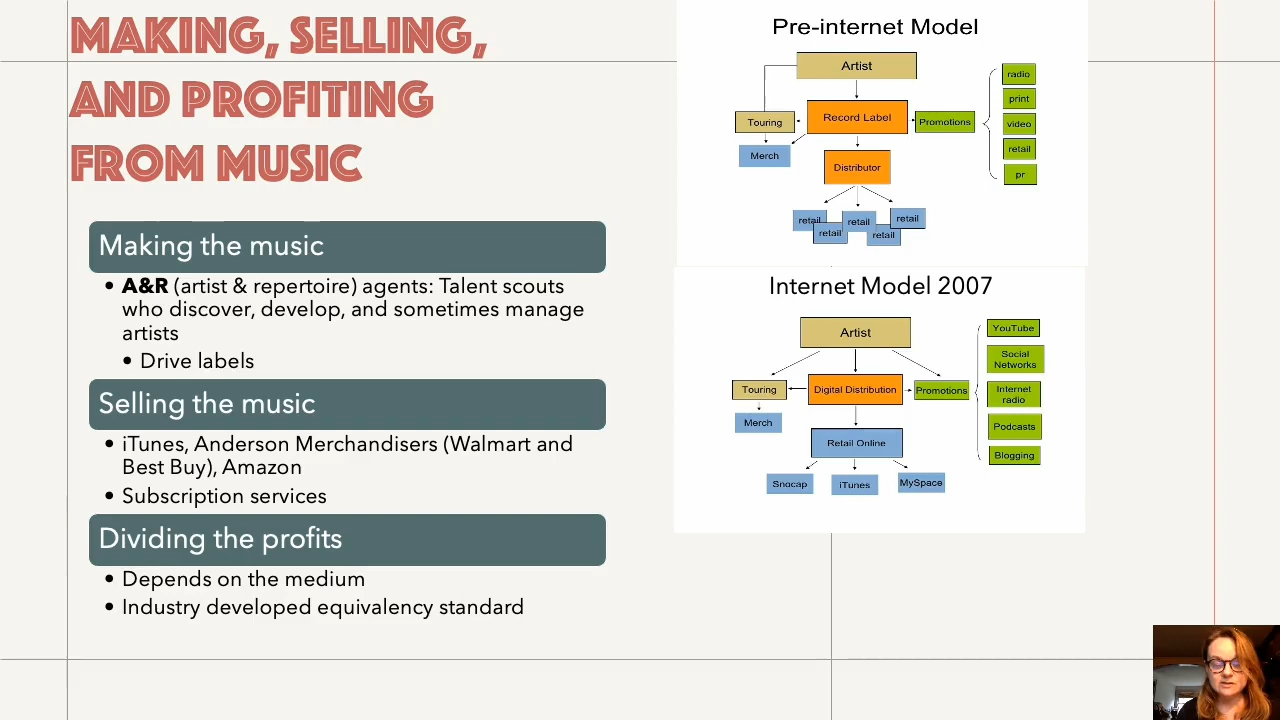 MAKING, SELLING,
AND PROFITING
FROM MUSIC
Making the music
• A&R (artist & repertoire) agents: Talent scouts
who discover, develop, and sometimes manage
artists
• Drive labels
Selling the music
• iTunes, Anderson Merchandisers (Walmart and
Best Buy), Amazon
• Subscription services
Dividing the profits
• Depends on the medium
• Industry developed equivalency standard
Pre-internet Model
Artist
Touring
Record Label
Promotions
Merch
Distributor
retail
retail
retail
retail
retail
radio
print
video
retail
pr
Internet Model 2007
Artist
Touring
Digital Distribution
Promotions
Merch
Retail Online
Snocap
iTunes
MySpace
YouTube
Social
Networks
Internet
radio
Podcasts
Blogging